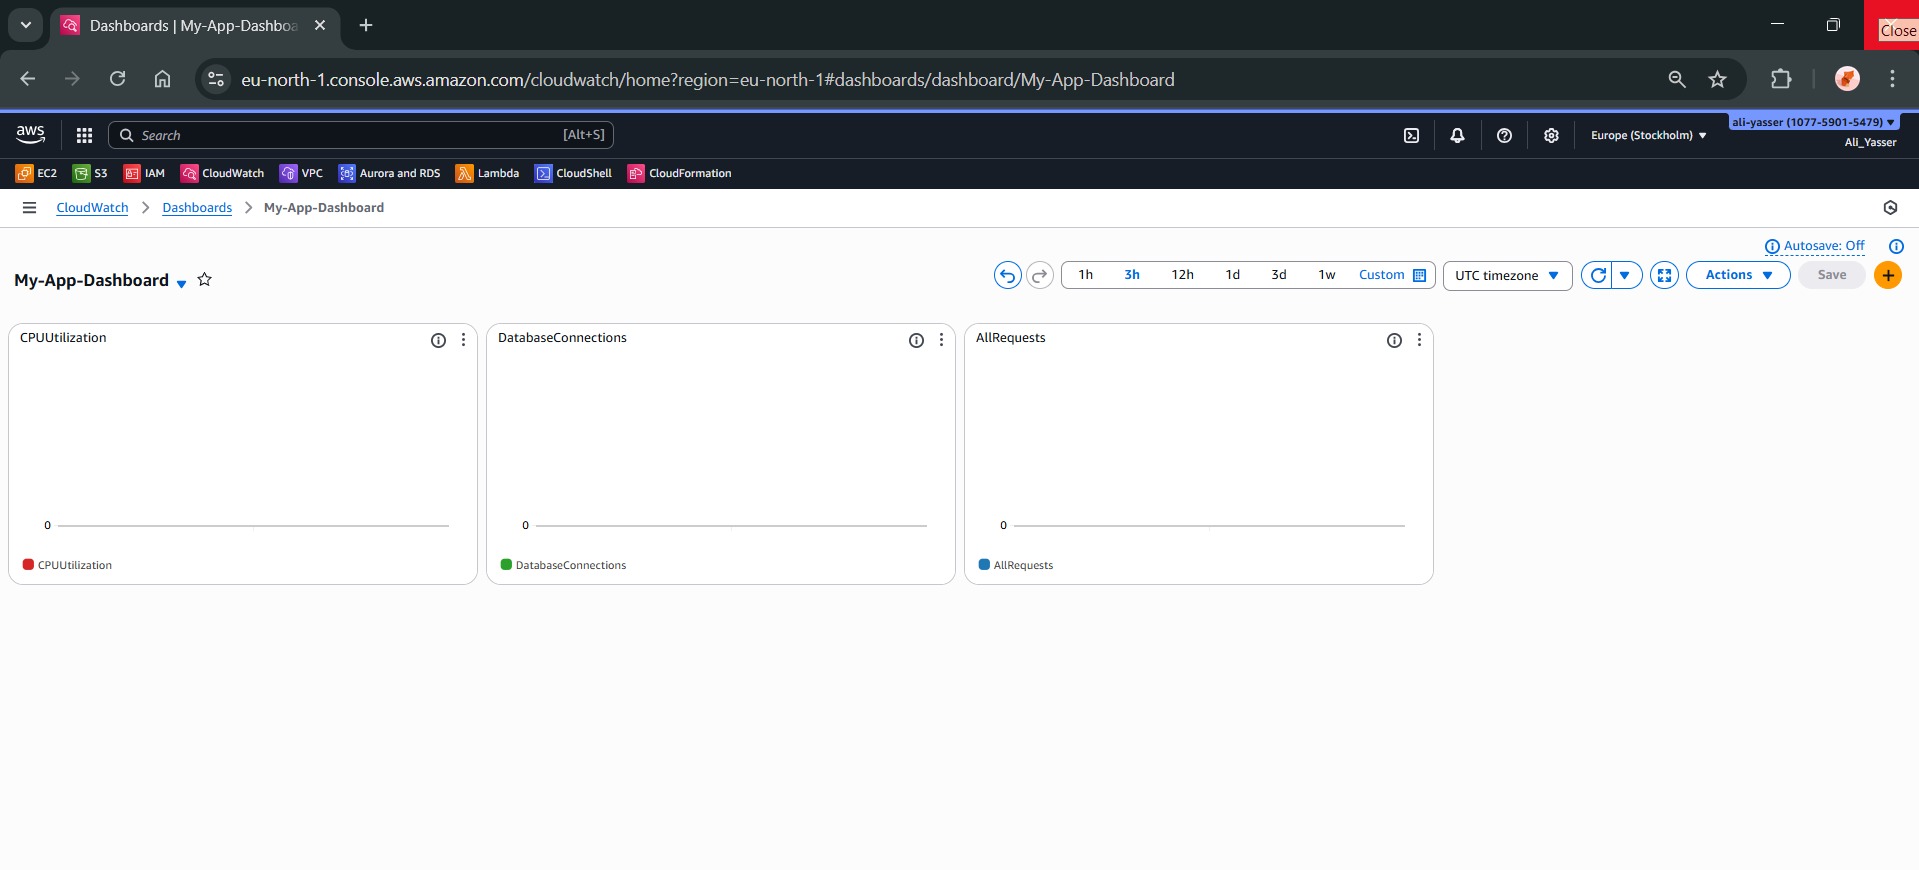 Dashboards | My-App-Dashboa
Close
eu-north-1.console.aws.amazon.com/cloudwatch/home?region=eu-north-1#dashboards/dashboard/My-App-Dashboard
aws
Search
[Alt+S]
Europe (Stockholm)
ali-yasser (1077-5901-5479)
Ali_Yasser
EC2 S3 IAM CloudWatch VPC Aurora and RDS Lambda CloudShell CloudFormation
CloudWatch Dashboards My-App-Dashboard
Autosave: Off
My-App-Dashboard
1h 3h 12h 1d 3d 1w Custom UTC timezone Actions Save
CPUUtilization
0
CPUUtilization
DatabaseConnections
0
DatabaseConnections
AllRequests
0
AllRequests